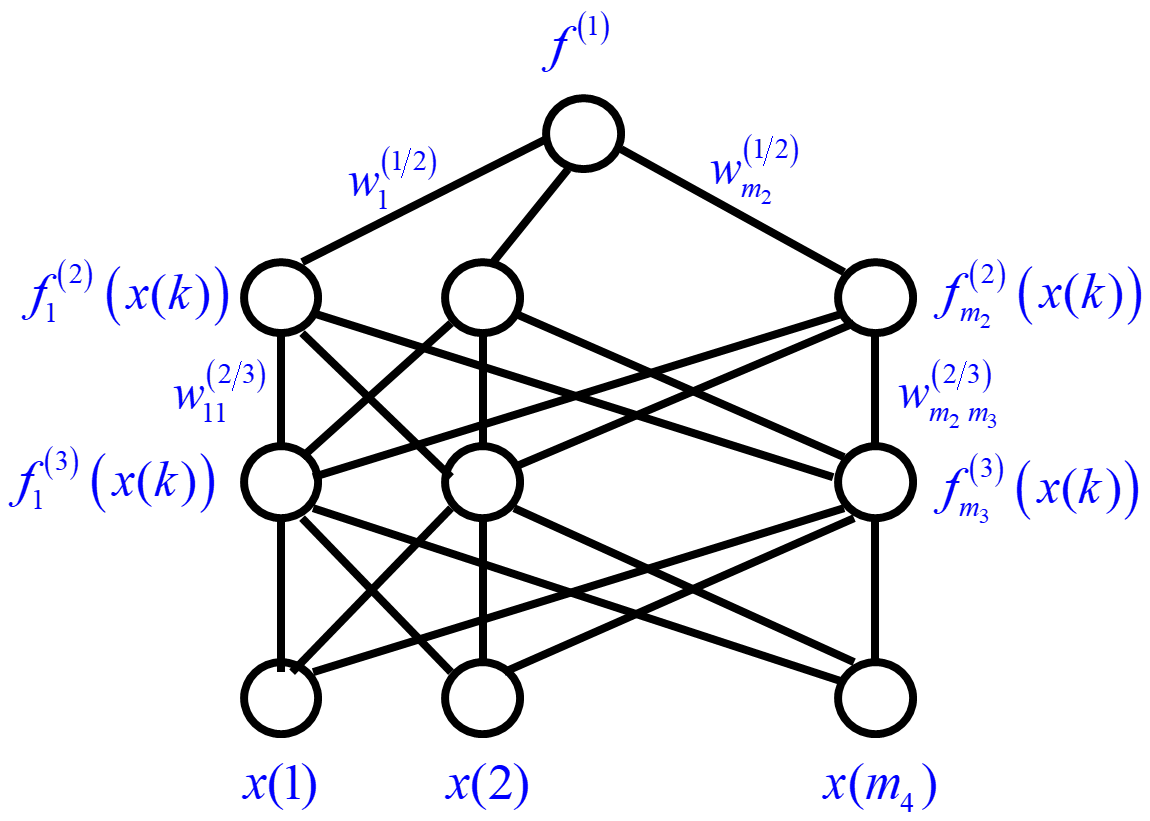 f^(1)
w_1^(1/2) w_{m_2}^(1/2)
f_1^(2)(x(k)) f_{m_2}^(2)(x(k))
w_11^(2/3) w_{m_2 m_3}^(2/3)
f_1^(3)(x(k)) f_{m_3}^(3)(x(k))
x(1) x(2) x(m_4)